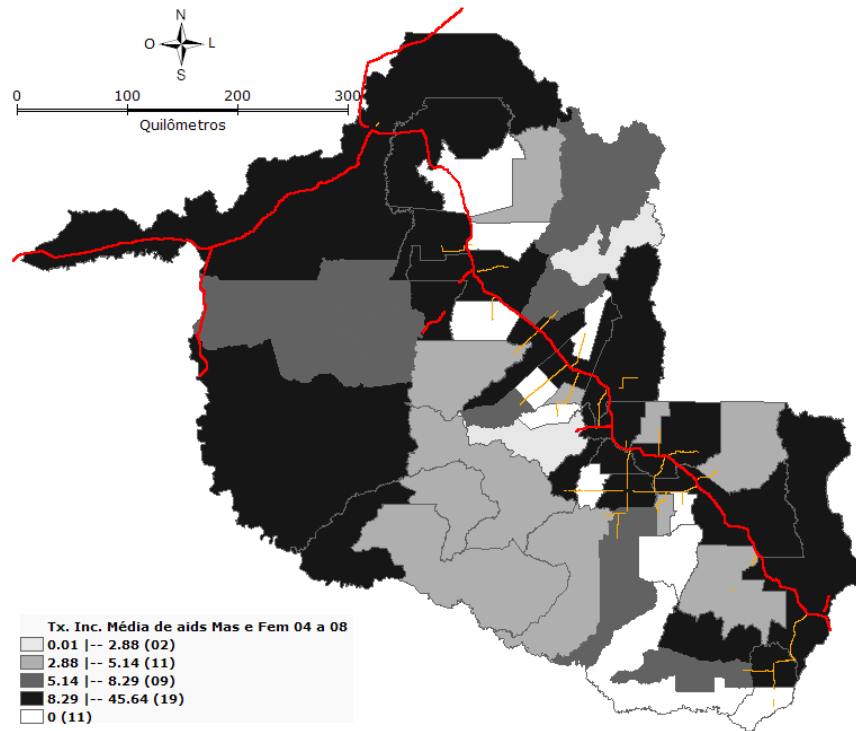 N
O L
S
0 100 200 300
Quilômetros
Tx. Inc. Média de aids Mas e Fem 04 a 08
0.01 |-- 2.88 (02)
2.88 |-- 5.14 (11)
5.14 |-- 8.29 (09)
8.29 |-- 45.64 (19)
0 (11)